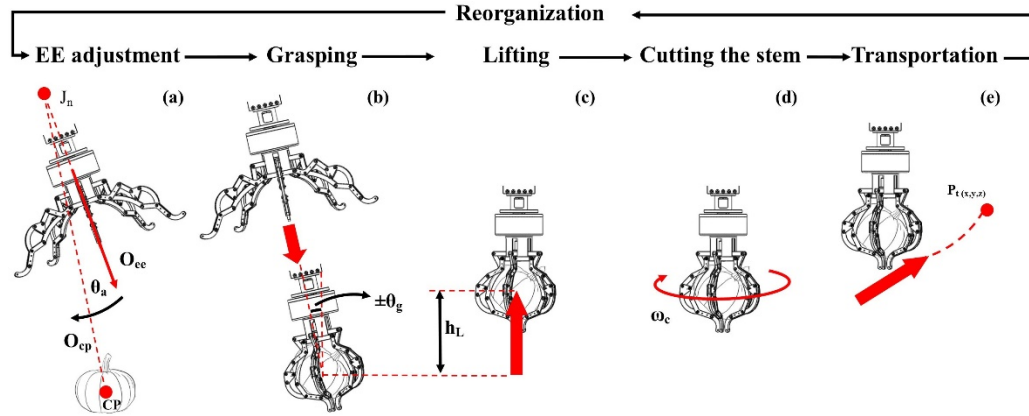 Reorganization
EE adjustment Grasping Lifting Cutting the stem Transportation
(a) (b) (c) (d) (e)
Jn
Pt (x,y,z)
Oee
θa
±θg
hL
ωc
Ocp
CP